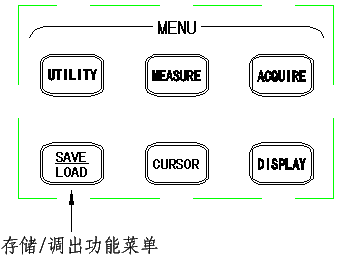 MENU
UTILITY MEASURE ACQUIRE
SAVE CURSOR DISPLAY
LOAD
存储/调出功能菜单